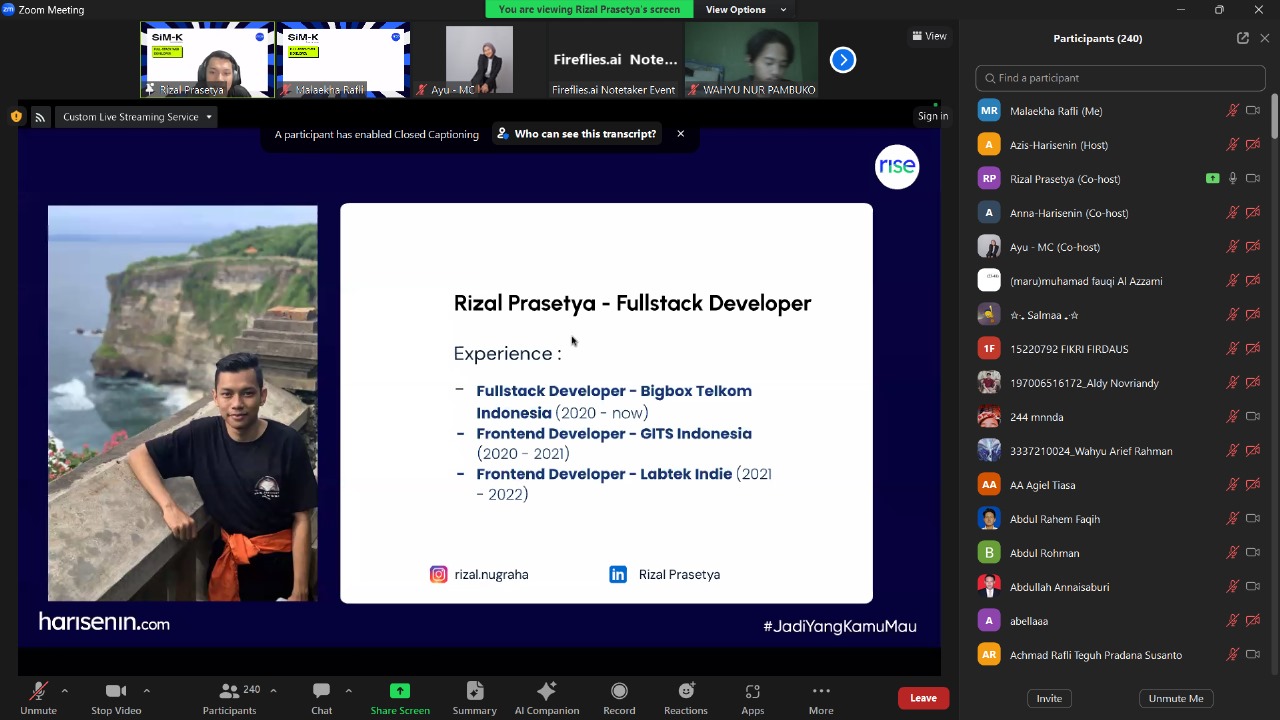 Zoom Meeting
You are viewing Rizal Prasetya's screen
View Options
SiM-K
Rizal Prasetya
SiM-K
Malaekha Rafli
Ayu - MC
Fireflies.ai Note...
Fireflies.ai Notetaker Event
WAHYU NUR PAMBUKO
View
Custom Live Streaming Service
Sign in
A participant has enabled Closed Captioning
Who can see this transcript?
rise
Rizal Prasetya - Fullstack Developer
Experience :
- Fullstack Developer - Bigbox Telkom
Indonesia (2020 - now)
- Frontend Developer - GITS Indonesia
(2020 - 2021)
- Frontend Developer - Labtek Indie (2021
- 2022)
rizal.nugraha
Rizal Prasetya
harisenin.com
#JadiYangKamuMau
Participants (240)
Find a participant
MR Malaekha Rafli (Me)
A Azis-Harisenin (Host)
RP Rizal Prasetya (Co-host)
A Anna-Harisenin (Co-host)
Ayu - MC (Co-host)
(maru)muhamad fauqi Al Azzami
☆˖ Salmaa ˖☆
1F 15220792 FIKRI FIRDAUS
197006516172_Aldy Novriandy
244 mnnda
3337210024_Wahyu Arief Rahman
AA AA Agiel Tiasa
Abdul Rahem Faqih
B Abdul Rohman
Abdullah Annaisaburi
A abellaaa
AR Achmad Rafli Teguh Pradana Susanto
Invite
Unmute Me
Unmute
Stop Video
240
Participants
Chat
Share Screen
Summary
AI Companion
Record
Reactions
Apps
More
Leave